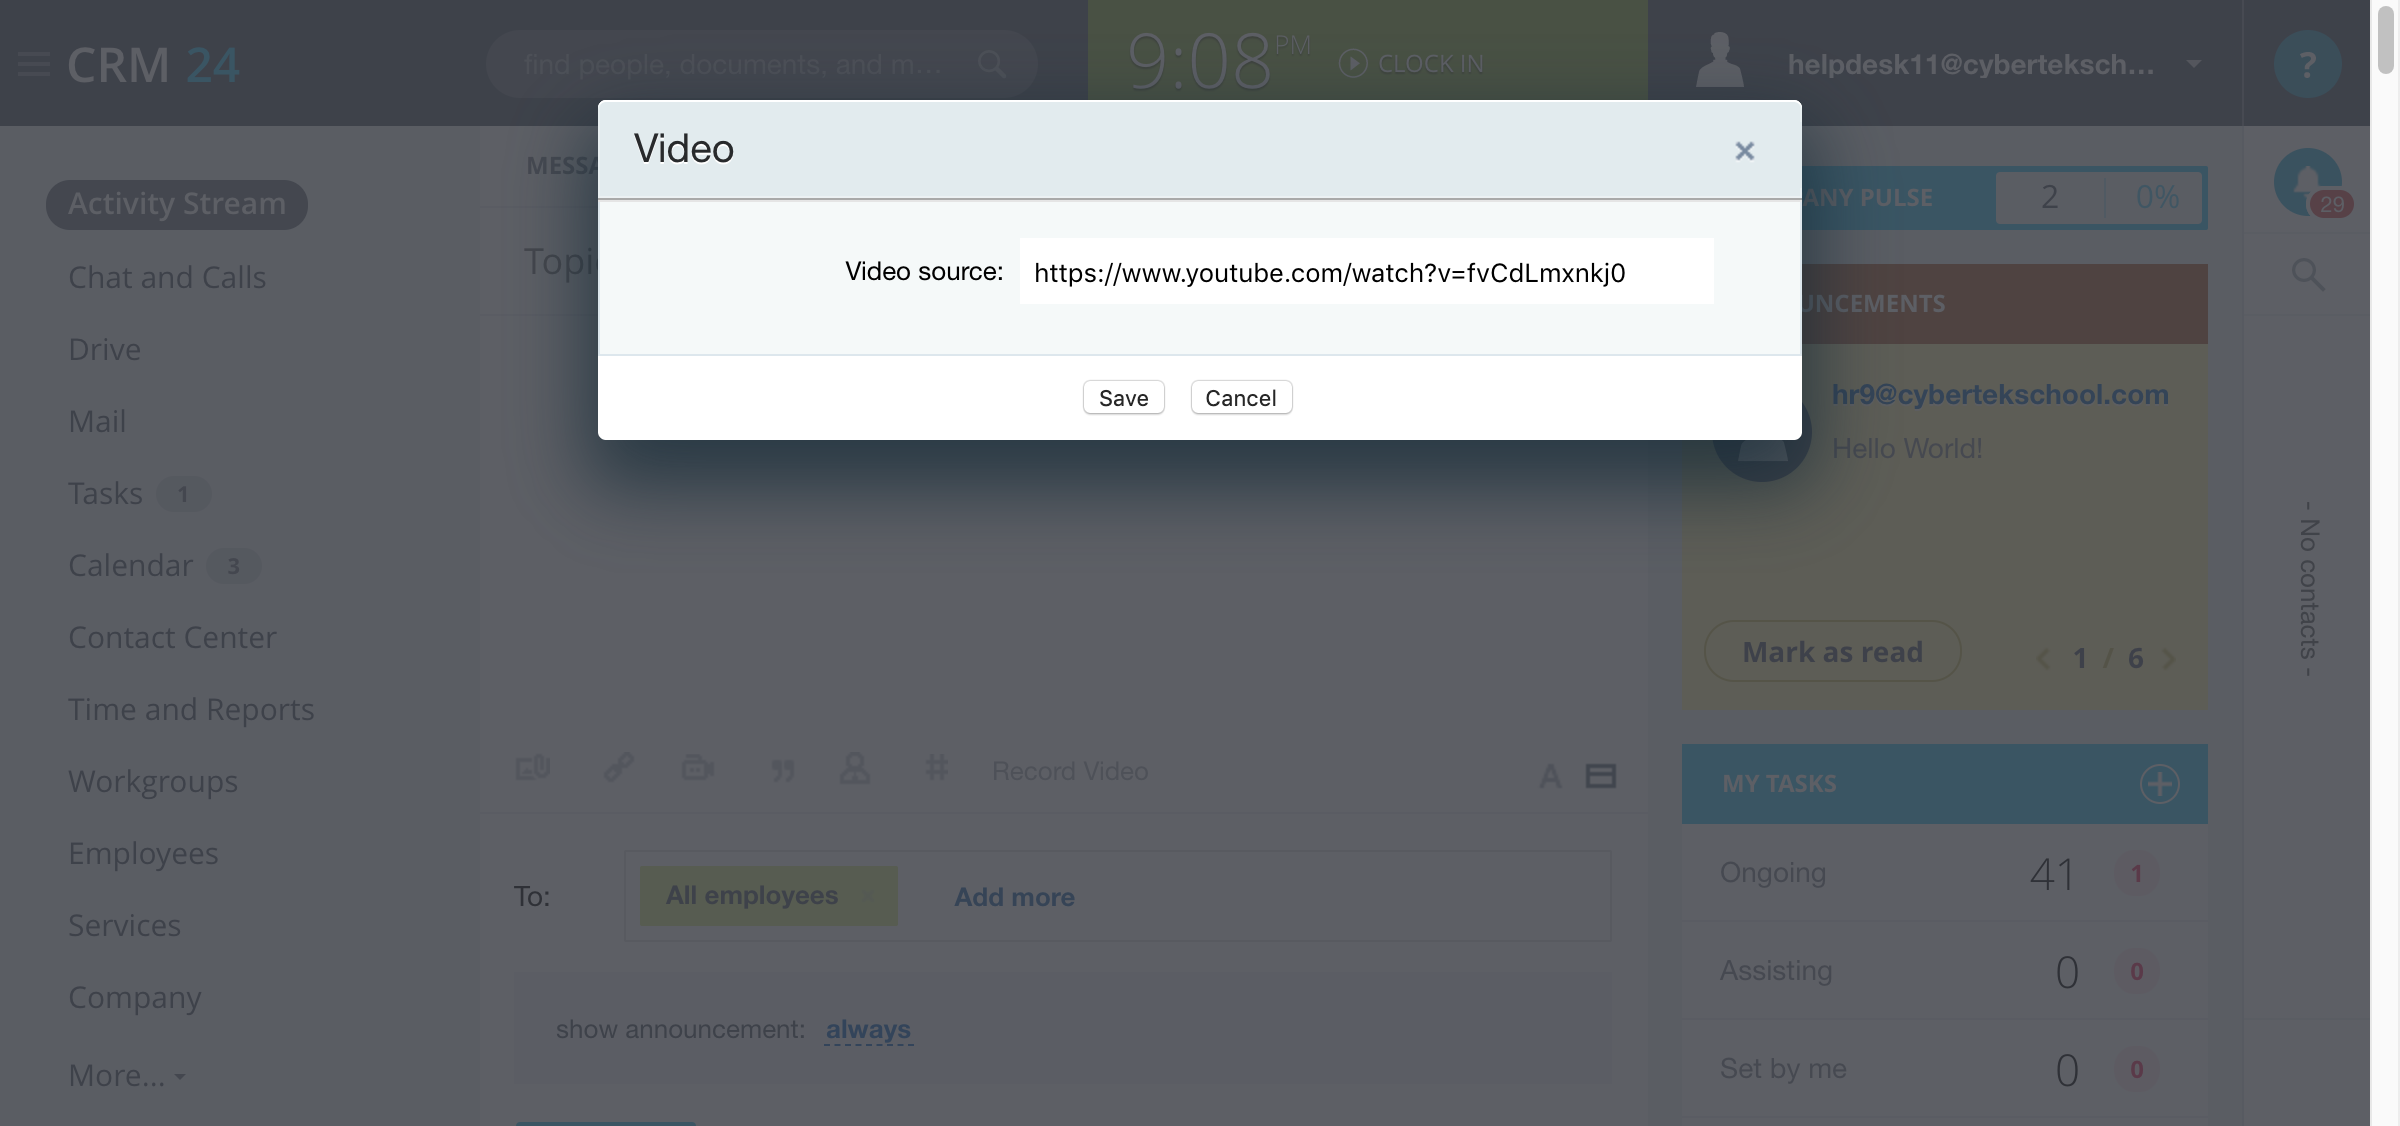 CRM 24
find people, documents, and m...
9:08 PM
CLOCK IN
helpdesk11@cyberteksch...
?
Video
×
Video source: https://www.youtube.com/watch?v=fvCdLmxnkj0
Save
Cancel
Activity Stream
Chat and Calls
Drive
Mail
Tasks 1
Calendar 3
Contact Center
Time and Reports
Workgroups
Employees
Services
Company
More...
MESSA
Topi
Record Video
A
To: All employees
Add more
show announcement: always
ANY PULSE 2 0%
UNCEMENTS
hr9@cybertekschool.com
Hello World!
Mark as read
1 / 6
MY TASKS
Ongoing 41 1
Assisting 0 0
Set by me 0 0
29
- No contacts -